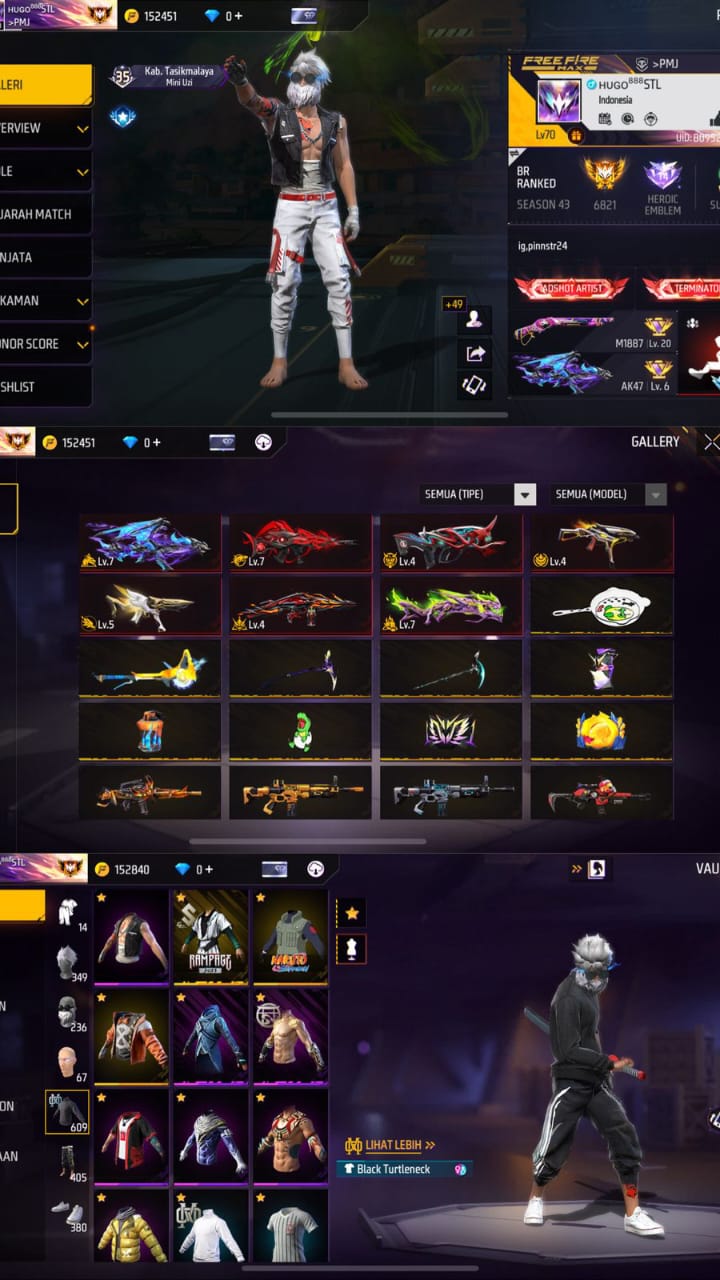 HUGO⁸⁸⁸STL
>PMJ
152451
0 +
35
Kab. Tasikmalaya
Mini Uzi
FREE FIRE
MAX
>PMJ
HUGO⁸⁸⁸STL
Indonesia
Lv70
BR
RANKED
SEASON 43
6821
HEROIC
EMBLEM
ig,pinnstr24
ADSHOT ARTIST
TERMINATO
M1887 Lv. 20
AK47 Lv. 6
LERI
ERVIEW
LE
JARAH MATCH
NJATA
KAMAN
ONOR SCORE
SHLIST
+49
152451
0 +
GALLERY
SEMUA (TIPE)
SEMUA (MODEL)
Lv.7
Lv.7
Lv.4
Lv.4
Lv.5
Lv.4
Lv.7
⁸⁸⁸STL
152840
0 +
VAU
14
349
236
67
609
405
380
RAMPAGE
NARUTO
N
ON
AAN
LIHAT LEBIH >>
Black Turtleneck